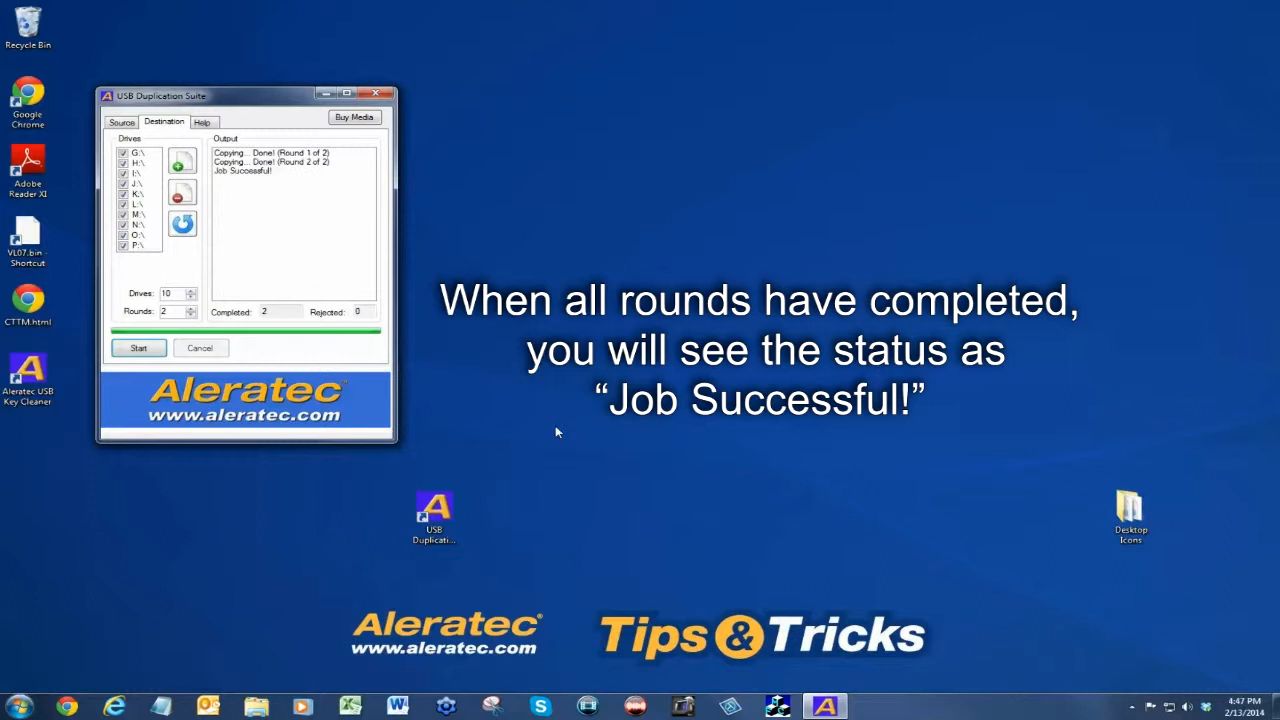 Recycle Bin
Google
Chrome
Adobe
Reader XI
VL07.bin -
Shortcut
CTTM.html
Aleratec USB
Key Cleaner
USB Duplication Suite
Source
Destination
Help
Buy Media
Drives
G:\
H:\
I:\
J:\
K:\
L:\
M:\
N:\
O:\
P:\
Output
Copying... Done! (Round 1 of 2)
Copying... Done! (Round 2 of 2)
Job Successful!
Drives: 10
Rounds: 2
Completed: 2
Rejected: 0
Start
Cancel
Aleratec
www.aleratec.com
When all rounds have completed,
you will see the status as
“Job Successful!”
USB
Duplicati...
Desktop
Icons
Aleratec®
www.aleratec.com
Tips & Tricks
4:47 PM
2/13/2014